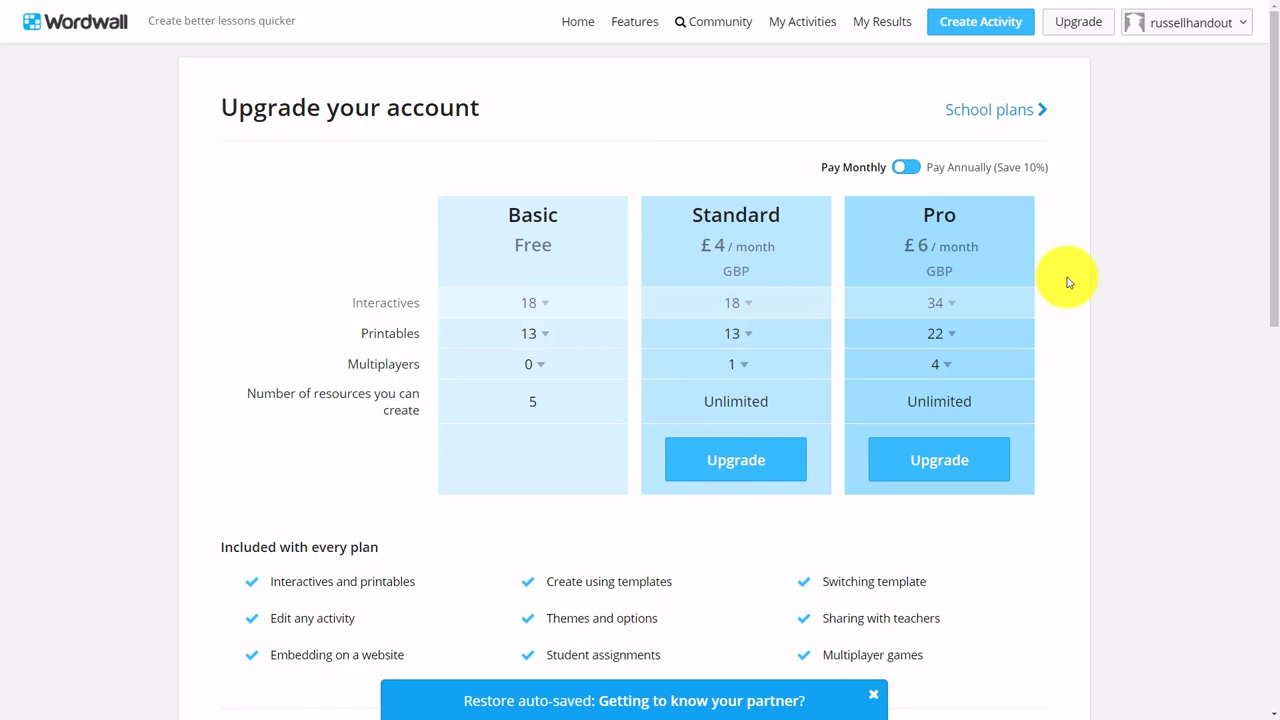 Wordwall
Create better lessons quicker
Home
Features
Community
My Activities
My Results
Create Activity
Upgrade
russellhandout
Upgrade your account
School plans
Pay Monthly
Pay Annually (Save 10%)
Basic
Standard
Pro
Free
£ 4 / month
£ 6 / month
GBP
GBP
Interactives
18
18
34
Printables
13
13
22
Multiplayers
0
1
4
Number of resources you can
create
5
Unlimited
Unlimited
Upgrade
Upgrade
Included with every plan
Interactives and printables
Create using templates
Switching template
Edit any activity
Themes and options
Sharing with teachers
Embedding on a website
Student assignments
Multiplayer games
Restore auto-saved: Getting to know your partner?